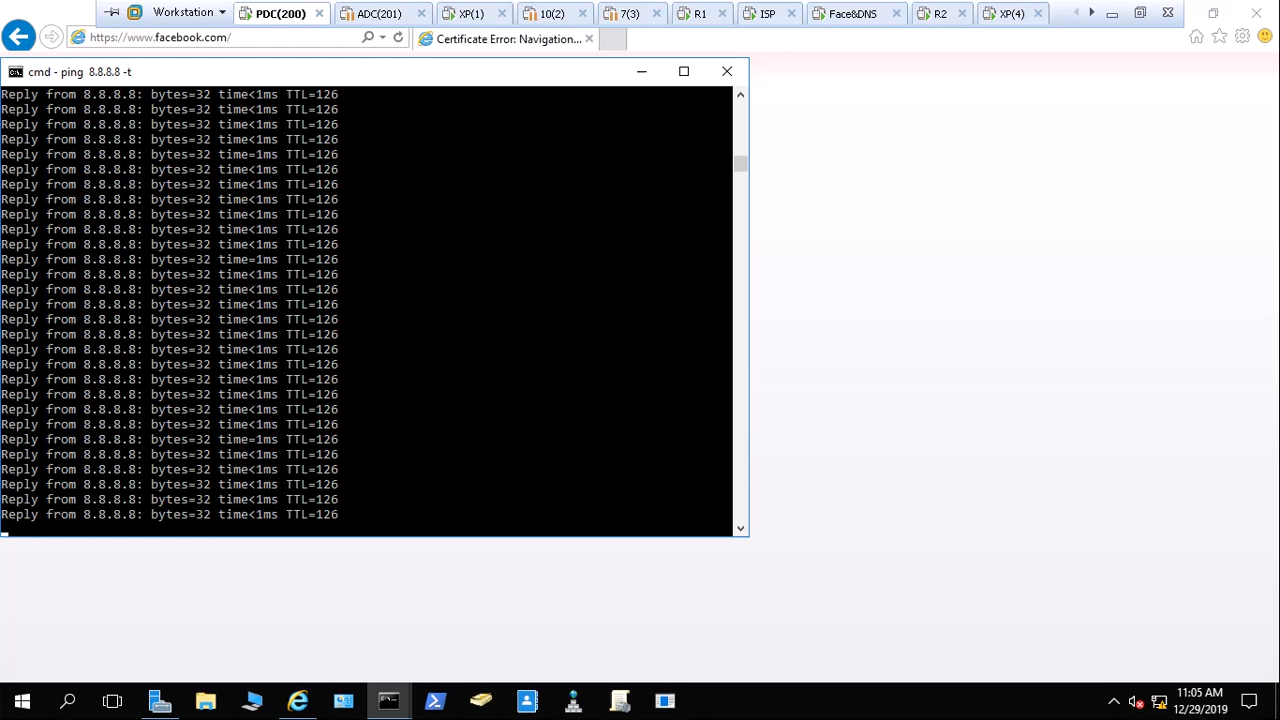 Workstation
PDC(200)
ADC(201)
XP(1)
10(2)
7(3)
R1
ISP
Face&DNS
R2
XP(4)
https://www.facebook.com/
Certificate Error: Navigation...
cmd - ping  8.8.8.8 -t
Reply from 8.8.8.8: bytes=32 time<1ms TTL=126
Reply from 8.8.8.8: bytes=32 time<1ms TTL=126
Reply from 8.8.8.8: bytes=32 time<1ms TTL=126
Reply from 8.8.8.8: bytes=32 time<1ms TTL=126
Reply from 8.8.8.8: bytes=32 time=1ms TTL=126
Reply from 8.8.8.8: bytes=32 time<1ms TTL=126
Reply from 8.8.8.8: bytes=32 time<1ms TTL=126
Reply from 8.8.8.8: bytes=32 time<1ms TTL=126
Reply from 8.8.8.8: bytes=32 time<1ms TTL=126
Reply from 8.8.8.8: bytes=32 time<1ms TTL=126
Reply from 8.8.8.8: bytes=32 time<1ms TTL=126
Reply from 8.8.8.8: bytes=32 time=1ms TTL=126
Reply from 8.8.8.8: bytes=32 time<1ms TTL=126
Reply from 8.8.8.8: bytes=32 time<1ms TTL=126
Reply from 8.8.8.8: bytes=32 time<1ms TTL=126
Reply from 8.8.8.8: bytes=32 time<1ms TTL=126
Reply from 8.8.8.8: bytes=32 time<1ms TTL=126
Reply from 8.8.8.8: bytes=32 time<1ms TTL=126
Reply from 8.8.8.8: bytes=32 time<1ms TTL=126
Reply from 8.8.8.8: bytes=32 time<1ms TTL=126
Reply from 8.8.8.8: bytes=32 time<1ms TTL=126
Reply from 8.8.8.8: bytes=32 time<1ms TTL=126
Reply from 8.8.8.8: bytes=32 time<1ms TTL=126
Reply from 8.8.8.8: bytes=32 time=1ms TTL=126
Reply from 8.8.8.8: bytes=32 time<1ms TTL=126
Reply from 8.8.8.8: bytes=32 time<1ms TTL=126
Reply from 8.8.8.8: bytes=32 time<1ms TTL=126
Reply from 8.8.8.8: bytes=32 time<1ms TTL=126
Reply from 8.8.8.8: bytes=32 time<1ms TTL=126
11:05 AM
12/29/2019